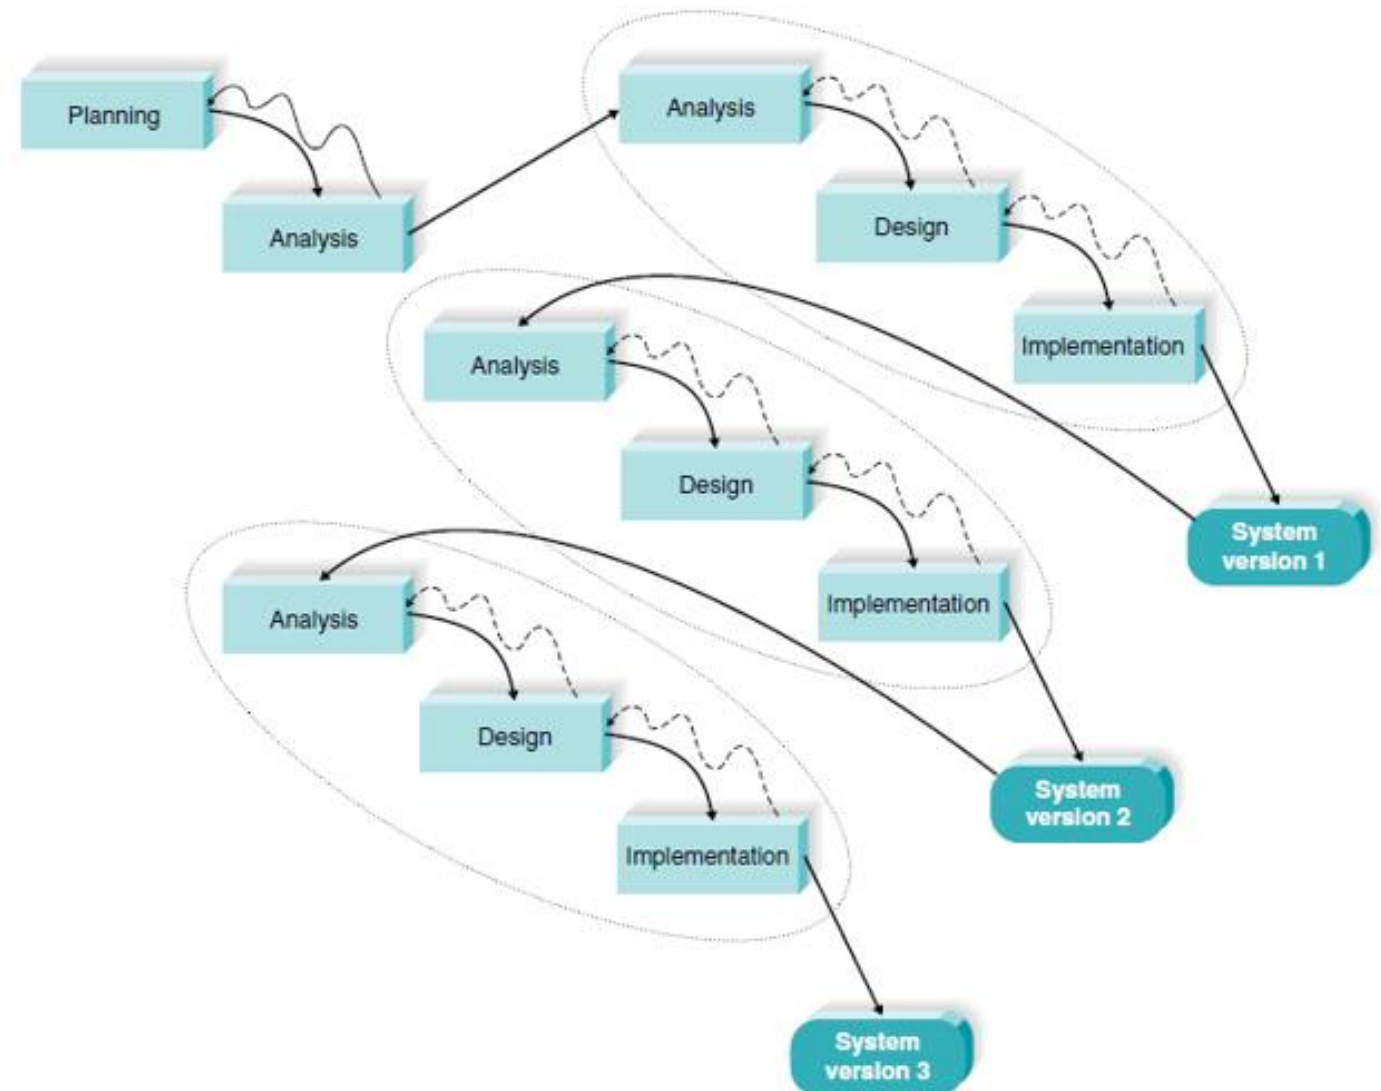 Planning
Analysis
Analysis
Design
Implementation
System
version 1
Analysis
Design
Implementation
System
version 2
Analysis
Design
Implementation
System
version 3